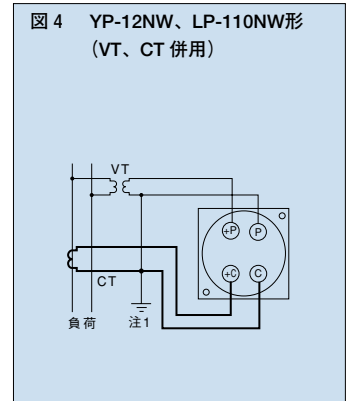 図 4 YP-12NW、LP-110NW形
（VT、CT 併用）
VT
+P P
+C C
CT
負荷 注1